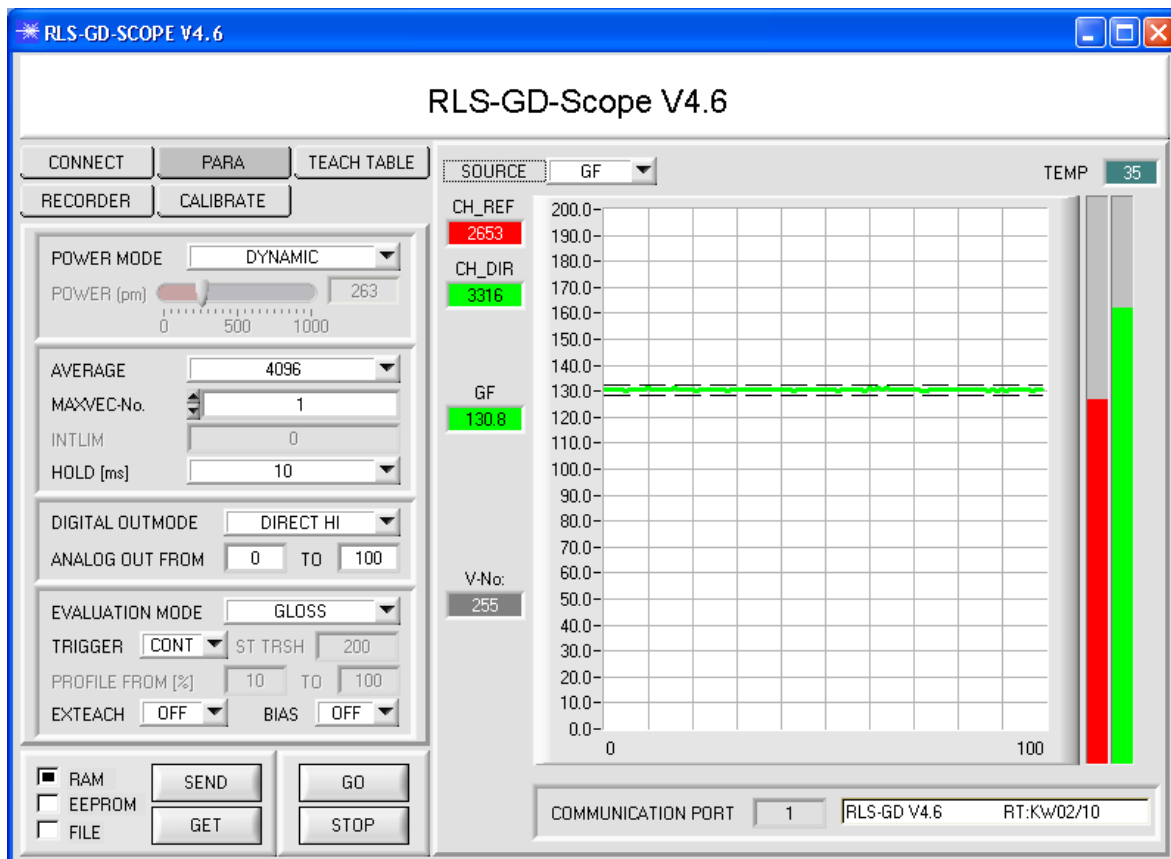 RLS-GD-SCOPE V4.6
RLS-GD-Scope V4.6
CONNECT PARA TEACH TABLE
RECORDER CALIBRATE
POWER MODE DYNAMIC
POWER (pm) 263
0 500 1000
AVERAGE 4096
MAXVEC-No. 1
INTLIM 0
HOLD [ms] 10
DIGITAL OUTMODE DIRECT HI
ANALOG OUT FROM 0 TO 100
EVALUATION MODE GLOSS
TRIGGER CONT ST TRSH 200
PROFILE FROM [%] 10 TO 100
EXTEACH OFF BIAS OFF
RAM
EEPROM
FILE
SEND
GET
GO
STOP
SOURCE GF
TEMP 35
CH_REF
2653
CH_DIR
3316
GF
130.8
V-No:
255
200.0
190.0
180.0
170.0
160.0
150.0
140.0
130.0
120.0
110.0
100.0
90.0
80.0
70.0
60.0
50.0
40.0
30.0
20.0
10.0
0.0
0 100
COMMUNICATION PORT 1 RLS-GD V4.6 RT:KW02/10